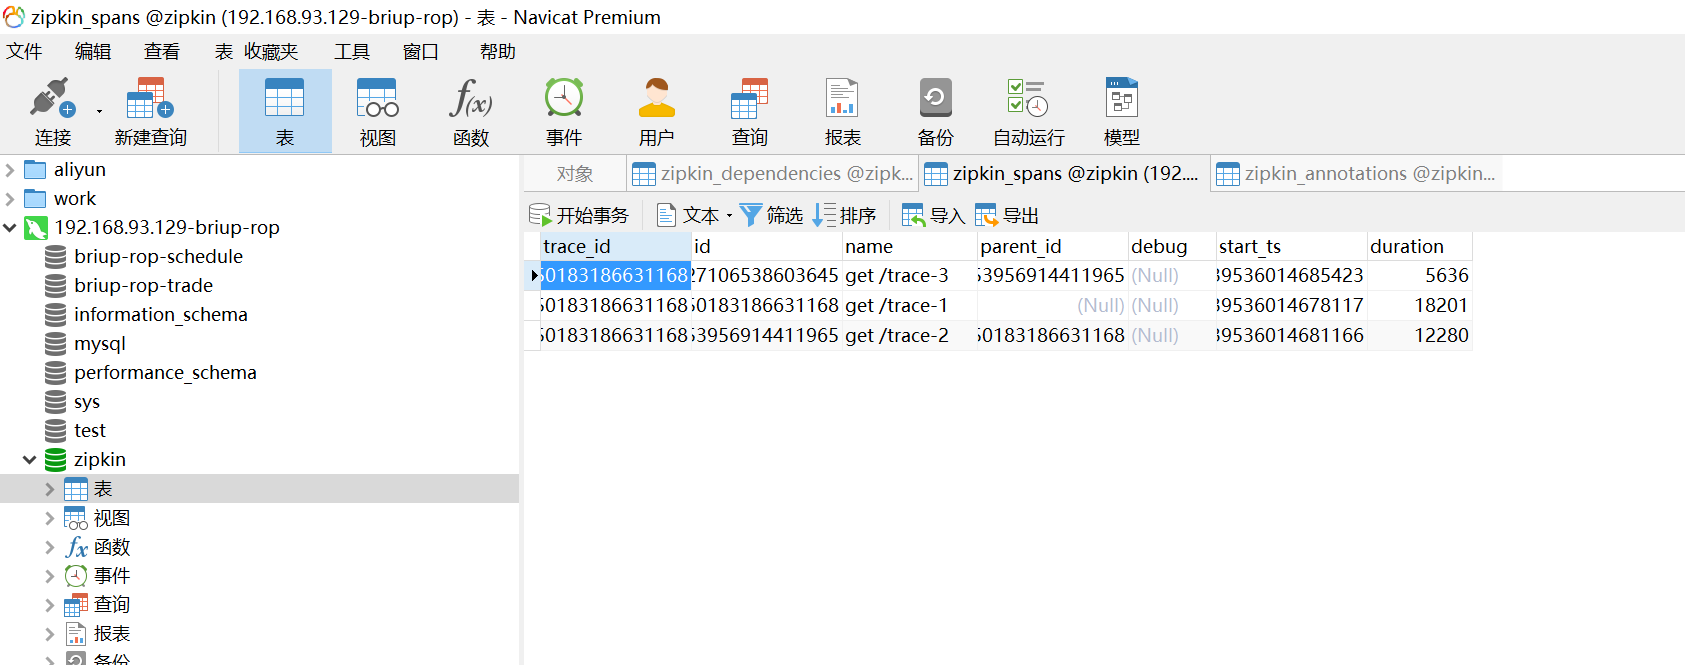 zipkin_spans @zipkin (192.168.93.129-briup-rop) - 表 - Navicat Premium
文件 编辑 查看 表 收藏夹 工具 窗口 帮助
连接 新建查询 表 视图 函数 事件 用户 查询 报表 备份 自动运行 模型
aliyun
work
192.168.93.129-briup-rop
briup-rop-schedule
briup-rop-trade
information_schema
mysql
performance_schema
sys
test
zipkin
表
视图
函数
事件
查询
报表
备份
对象 zipkin_dependencies @zipk... zipkin_spans @zipkin (192.... zipkin_annotations @zipkin...
开始事务 文本 筛选 排序 导入 导出
trace_id id name parent_id debug start_ts duration
50183186631168 27106538603645 get /trace-3 53956914411965 (Null) 39536014685423 5636
50183186631168 50183186631168 get /trace-1 (Null) (Null) 39536014678117 18201
50183186631168 53956914411965 get /trace-2 50183186631168 (Null) 39536014681166 12280